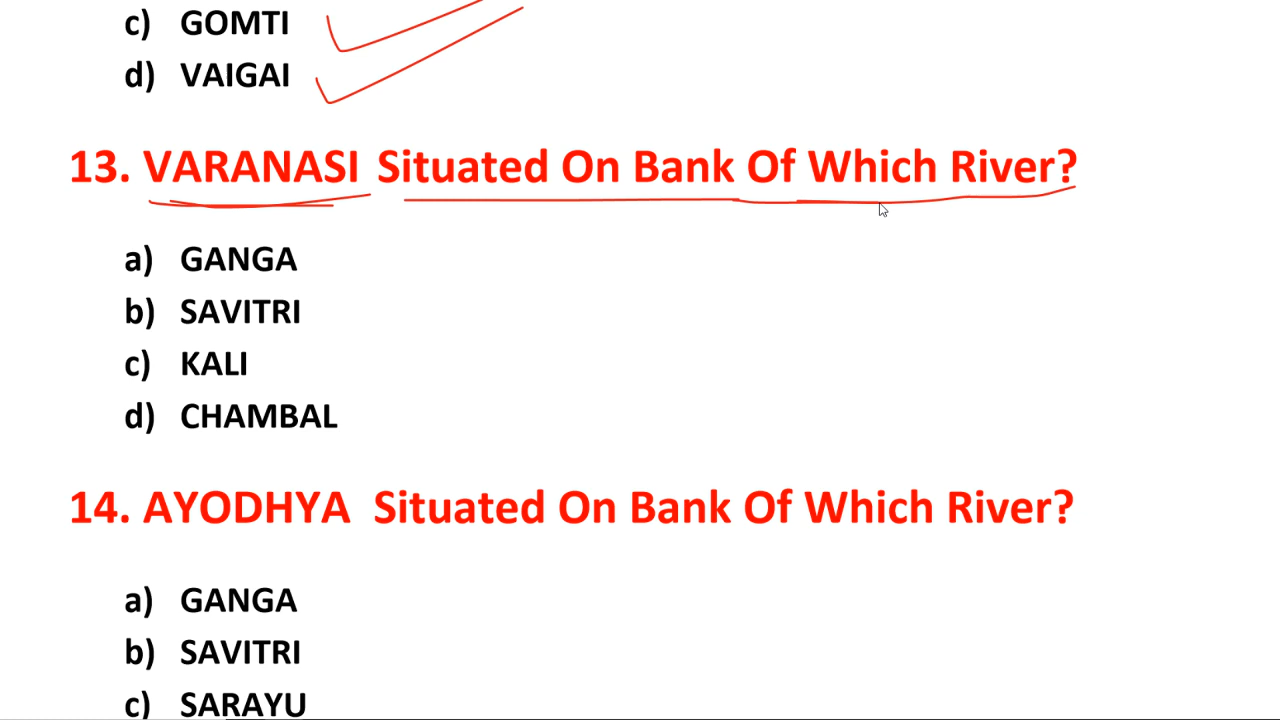 c) GOMTI
d) VAIGAI
13. VARANASI Situated On Bank Of Which River?
a) GANGA
b) SAVITRI
c) KALI
d) CHAMBAL
14. AYODHYA Situated On Bank Of Which River?
a) GANGA
b) SAVITRI
c) SARAYU